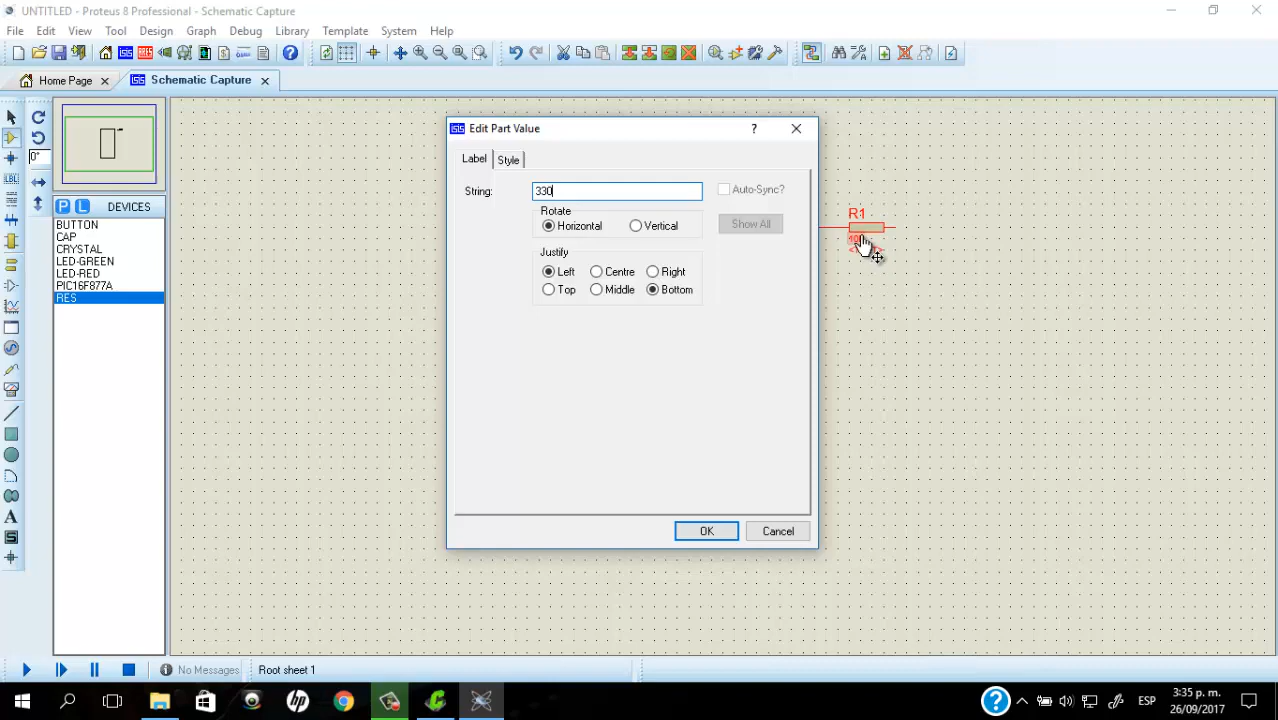 UNTITLED - Proteus 8 Professional - Schematic Capture
File Edit View Tool Design Graph Debug Library Template System Help
Home Page
Schematic Capture
Edit Part Value
?
Label Style
String: 330 Auto-Sync?
Rotate
Horizontal Vertical Show All
Justify
Left Centre Right
Top Middle Bottom
OK Cancel
R1
0°
LBL
P L DEVICES
BUTTON
CAP
CRYSTAL
LED-GREEN
LED-RED
PIC16F877A
RES
A
No Messages Root sheet 1
ESP
3:35 p. m.
26/09/2017